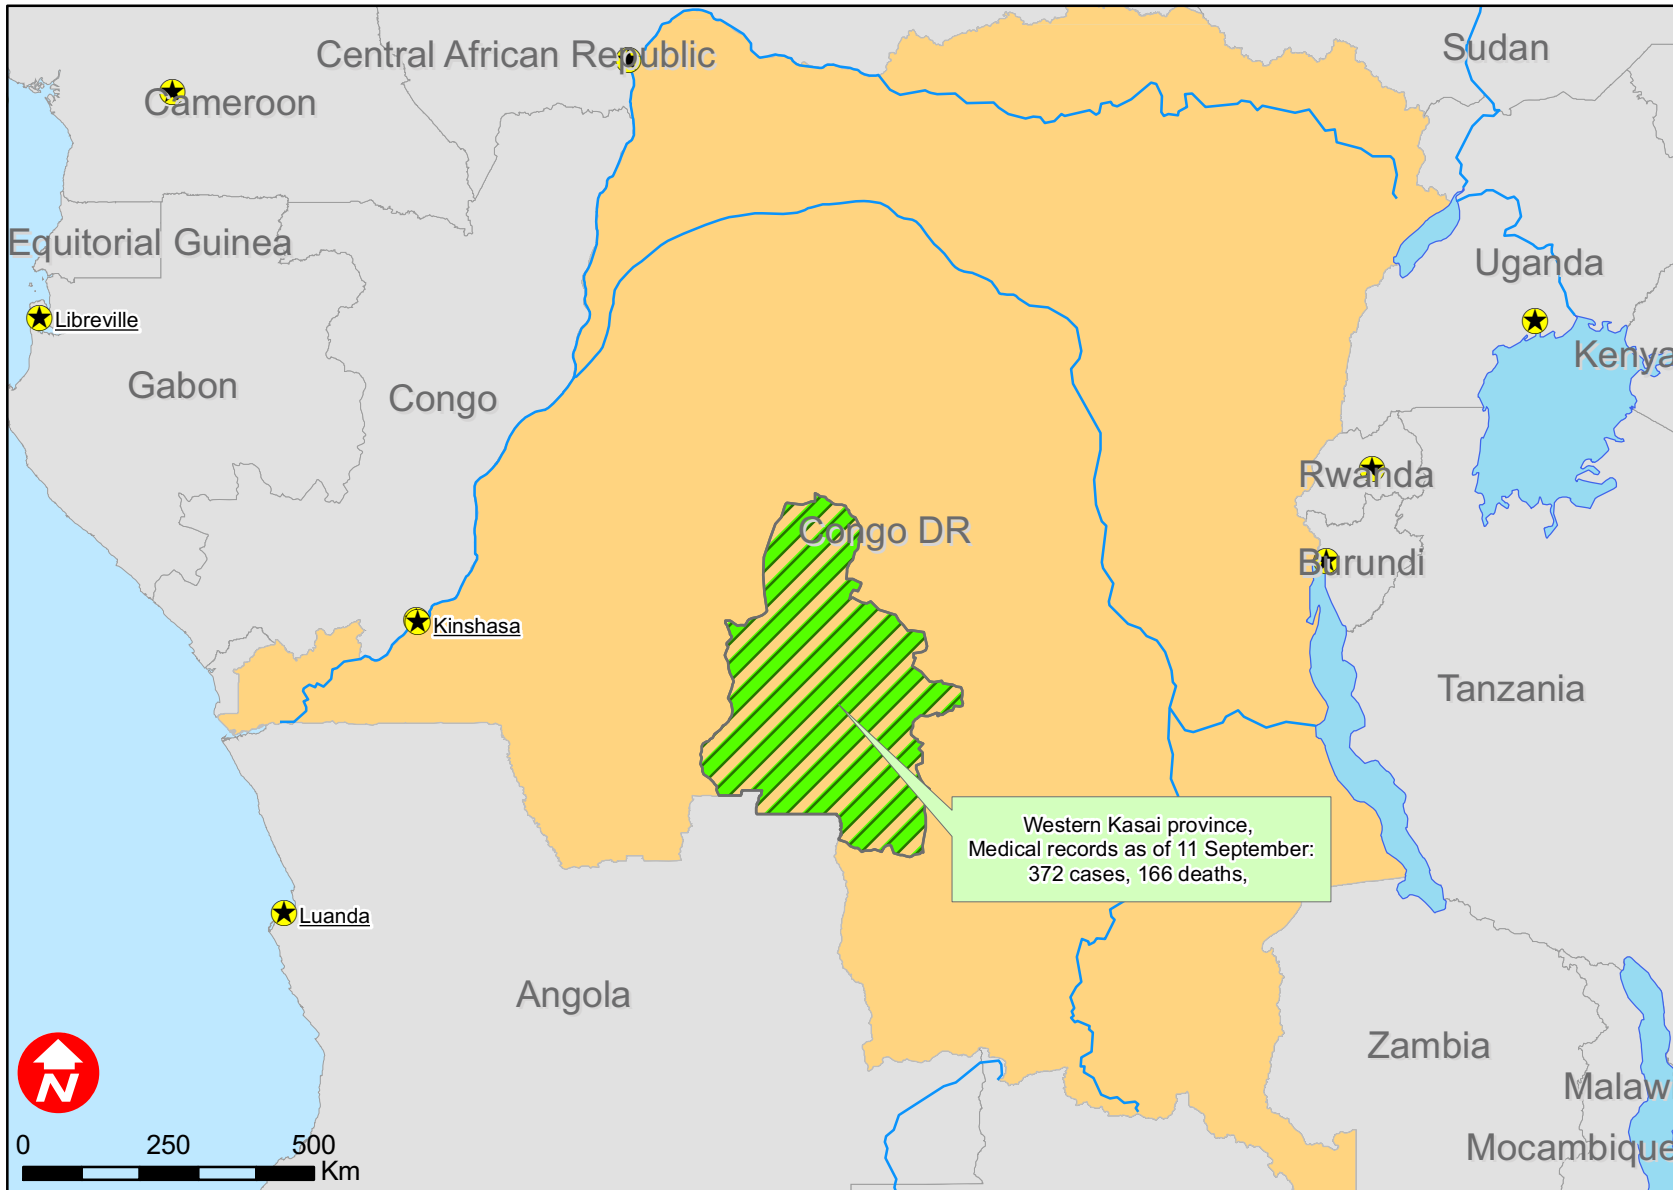 Central African Republic
Sudan
Cameroon
Equitorial Guinea
Uganda
Libreville
Kenya
Gabon
Congo
Rwanda
Congo DR
Burundi
Kinshasa
Tanzania
Western Kasai province,
Medical records as of 11 September:
372 cases, 166 deaths,
Luanda
Angola
Zambia
Malaw
Mocambique
N
0 250 500
Km